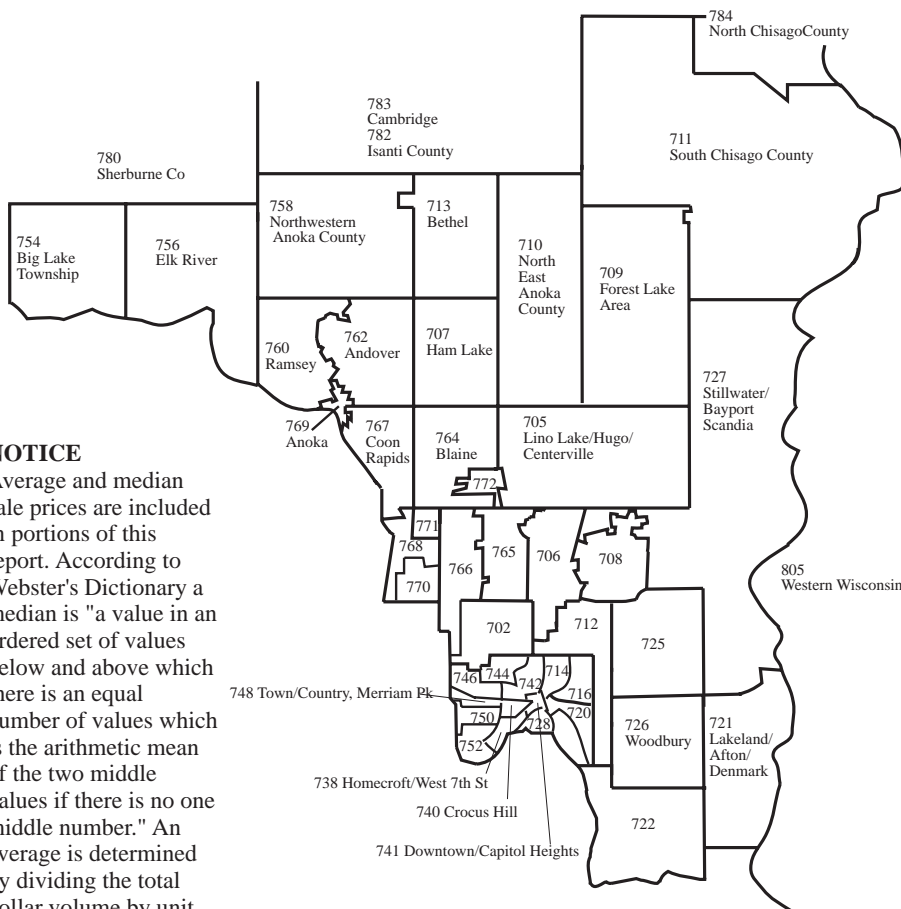 784
North ChisagoCounty
783
Cambridge
782
Isanti County
711
South Chisago County
780
Sherburne Co
758
Northwestern
Anoka County
713
Bethel
710
North
East
Anoka
County
754
Big Lake
Township
756
Elk River
709
Forest Lake
Area
760
Ramsey
762
Andover
707
Ham Lake
727
Stillwater/
Bayport
Scandia
769
Anoka
767
Coon
Rapids
764
Blaine
705
Lino Lake/Hugo/
Centerville
772
771
768
770
766
765
706
708
805
Western Wisconsin
702
712
725
746
744
742
714
716
748 Town/Country, Merriam Pk
750
728
720
752
726
Woodbury
721
Lakeland/
Afton/
Denmark
738 Homecroft/West 7th St
740 Crocus Hill
741 Downtown/Capitol Heights
722
NOTICE
verage and median
ale prices are included
n portions of this
eport. According to
ebster's Dictionary a
edian is "a value in an
rdered set of values
elow and above which
here is an equal
umber of values which
s the arithmetic mean
f the two middle
alues if there is no one
iddle number." An
verage is determined
y dividing the total
ollar volume by unit